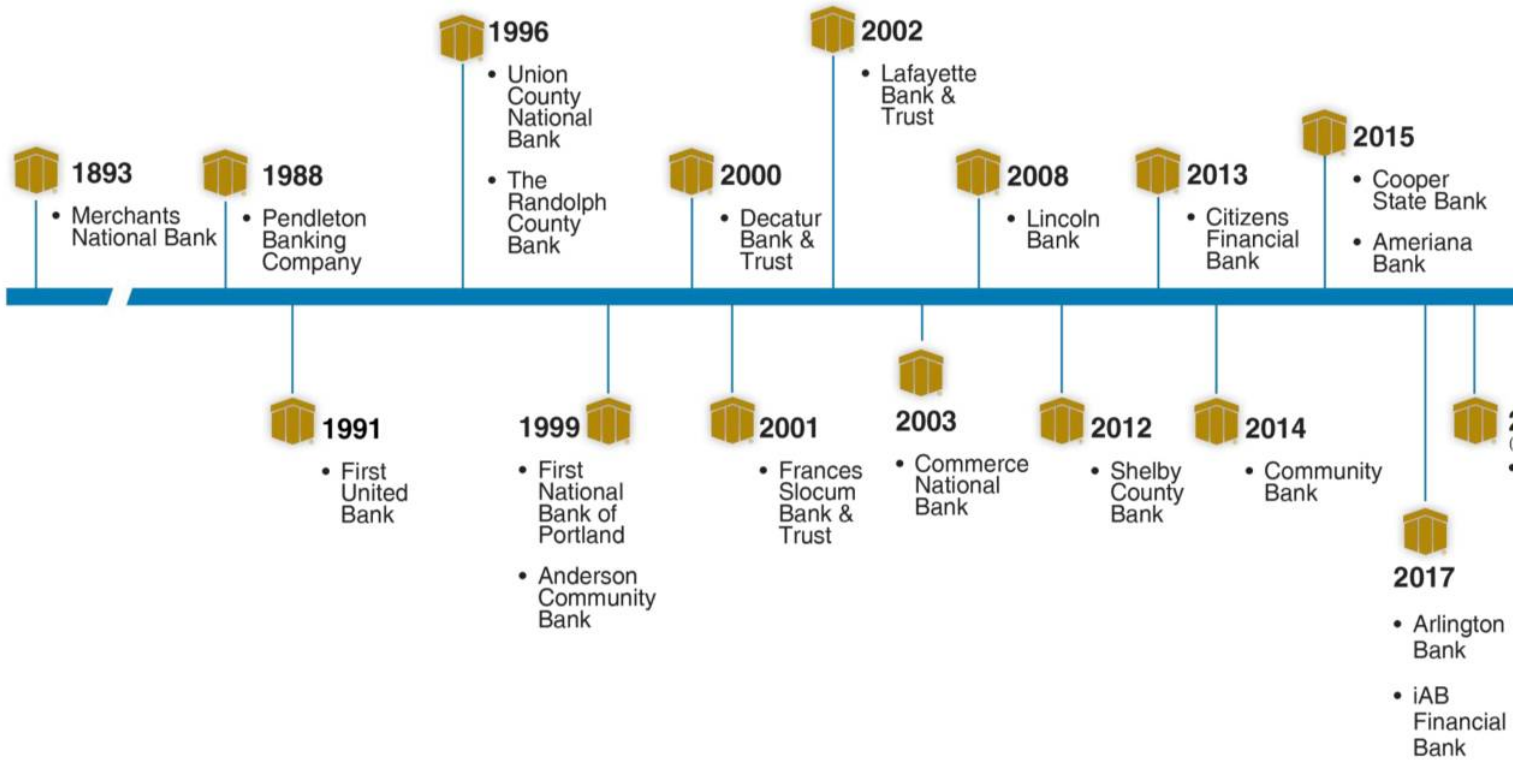 1893
• Merchants
National Bank
1988
• Pendleton
Banking
Company
1996
• Union
County
National
Bank
• The
Randolph
County
Bank
2000
• Decatur
Bank &
Trust
2002
• Lafayette
Bank &
Trust
2008
• Lincoln
Bank
2013
• Citizens
Financial
Bank
2015
• Cooper
State Bank
• Ameriana
Bank
1991
• First
United
Bank
1999
• First
National
Bank of
Portland
• Anderson
Community
Bank
2001
• Frances
Slocum
Bank &
Trust
2003
• Commerce
National
Bank
2012
• Shelby
County
Bank
2014
• Community
Bank
2017
• Arlington
Bank
• iAB
Financial
Bank